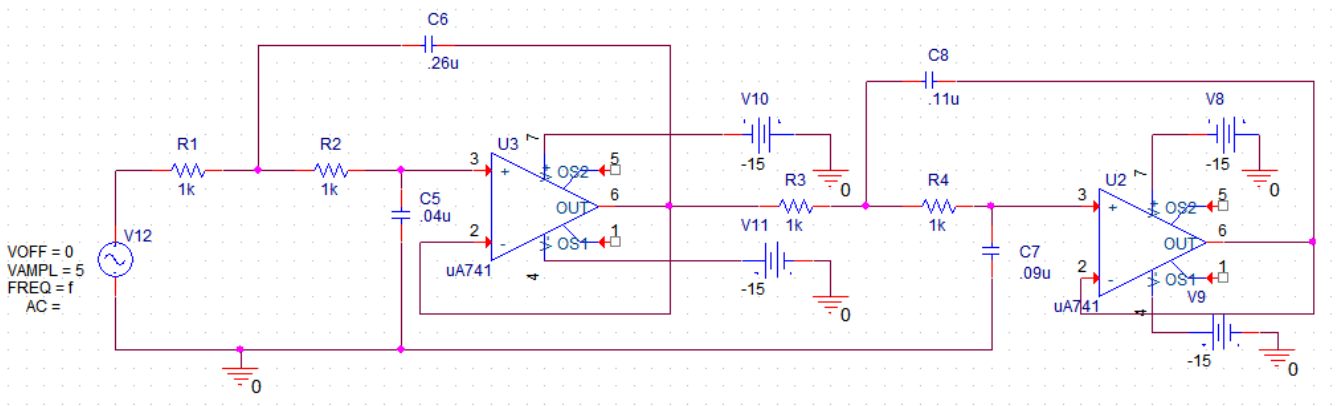 C6
.26u
C8
.11u
V10
-15
0
V8
-15
0
R1
1k
R2
1k
U3
3
+
7
V+
OS2
5
OUT
6
2
-
V-
OS1
1
4
uA741
C5
.04u
V11
-15
0
R3
1k
R4
1k
U2
3
+
7
V+
OS2
5
OUT
6
2
-
V-
OS1
1
4
uA741
C7
.09u
V9
-15
0
V12
VOFF = 0
VAMPL = 5
FREQ = f
AC =
0